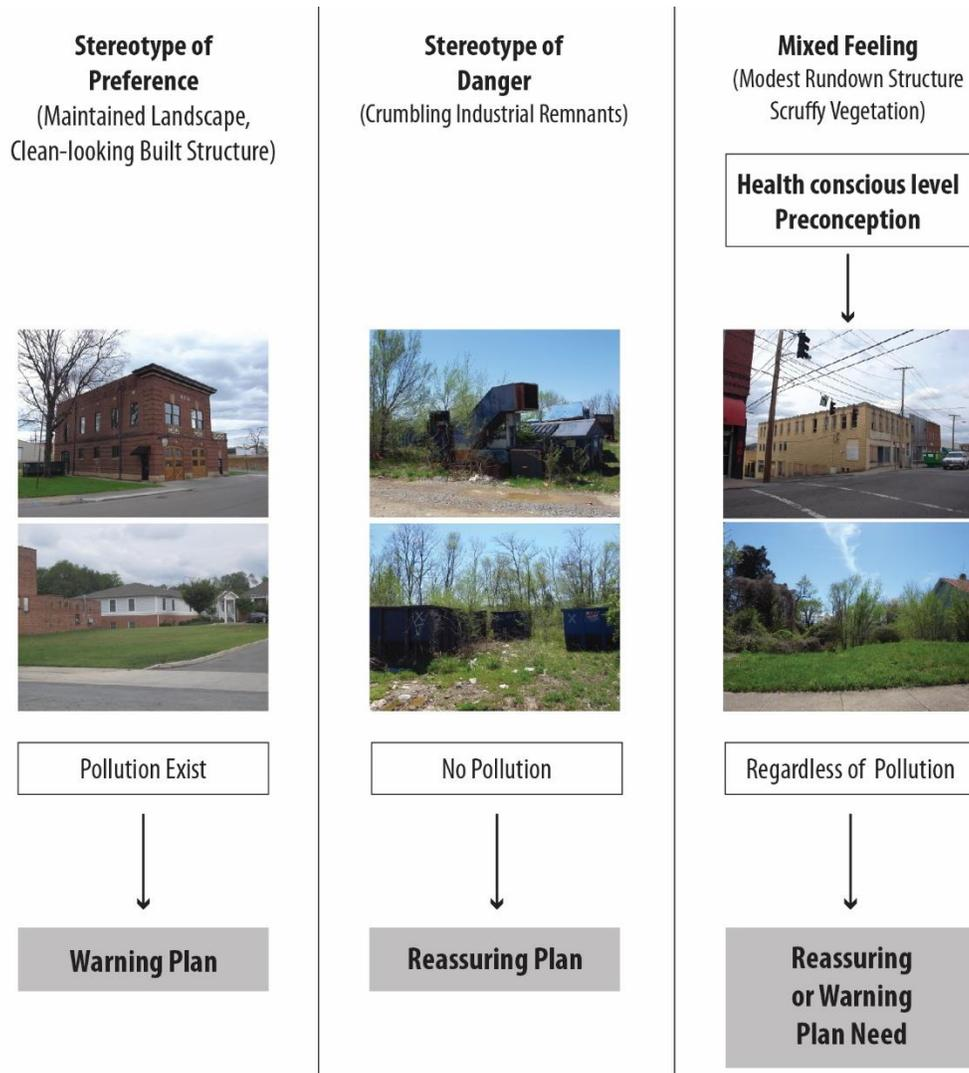 Stereotype of
Preference
(Maintained Landscape,
Clean-looking Built Structure)
Pollution Exist
Warning Plan
Stereotype of
Danger
(Crumbling Industrial Remnants)
No Pollution
Reassuring Plan
Mixed Feeling
(Modest Rundown Structure
Scruffy Vegetation)
Health conscious level
Preconception
Regardless of Pollution
Reassuring
or Warning
Plan Need